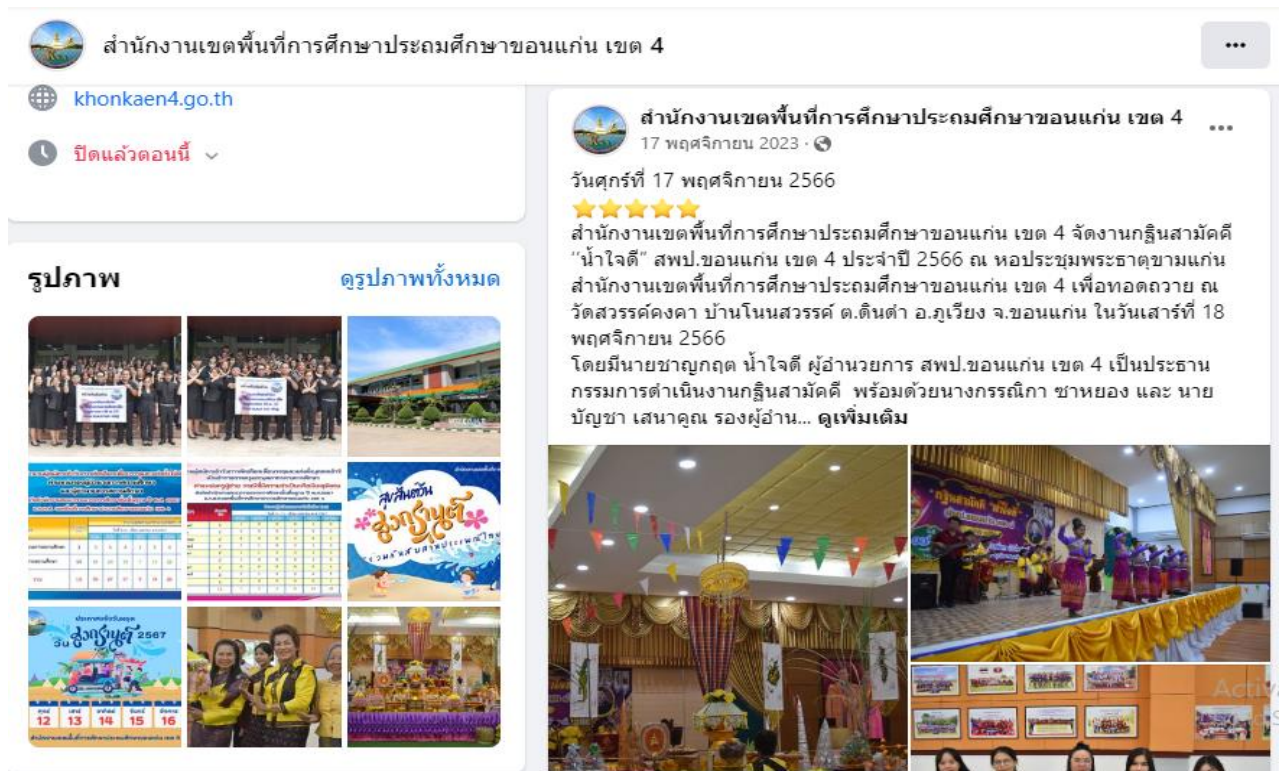 สำนักงานเขตพื้นที่การศึกษาประถมศึกษาขอนแก่น เขต 4
khonkaen4.go.th
ปิดแล้วตอนนี้
รูปภาพ
ดูรูปภาพทั้งหมด
สุขสันต์วัน
สงกรานต์
วันสงกรานต์ 2567
12 13 14 15 16
สำนักงานเขตพื้นที่การศึกษาประถมศึกษาขอนแก่น เขต 4
17 พฤศจิกายน 2023
วันศุกร์ที่ 17 พฤศจิกายน 2566
สำนักงานเขตพื้นที่การศึกษาประถมศึกษาขอนแก่น เขต 4 จัดงานกฐินสามัคคี
''น้ำใจดี" สพป.ขอนแก่น เขต 4 ประจำปี 2566 ณ หอประชุมพระธาตุขามแก่น
สำนักงานเขตพื้นที่การศึกษาประถมศึกษาขอนแก่น เขต 4 เพื่อทอดถวาย ณ
วัดสวรรค์คงคา บ้านโนนสวรรค์ ต.ดินดำ อ.ภูเวียง จ.ขอนแก่น ในวันเสาร์ที่ 18
พฤศจิกายน 2566
โดยมีนายชาญกฤต น้ำใจดี ผู้อำนวยการ สพป.ขอนแก่น เขต 4 เป็นประธาน
กรรมการดำเนินงานกฐินสามัคคี พร้อมด้วยนางกรรณิกา ซาหยอง และ นาย
บัญชา เสนาคูณ รองผู้อำน... ดูเพิ่มเติม
กฐินสามัคคี "น้ำใจดี"